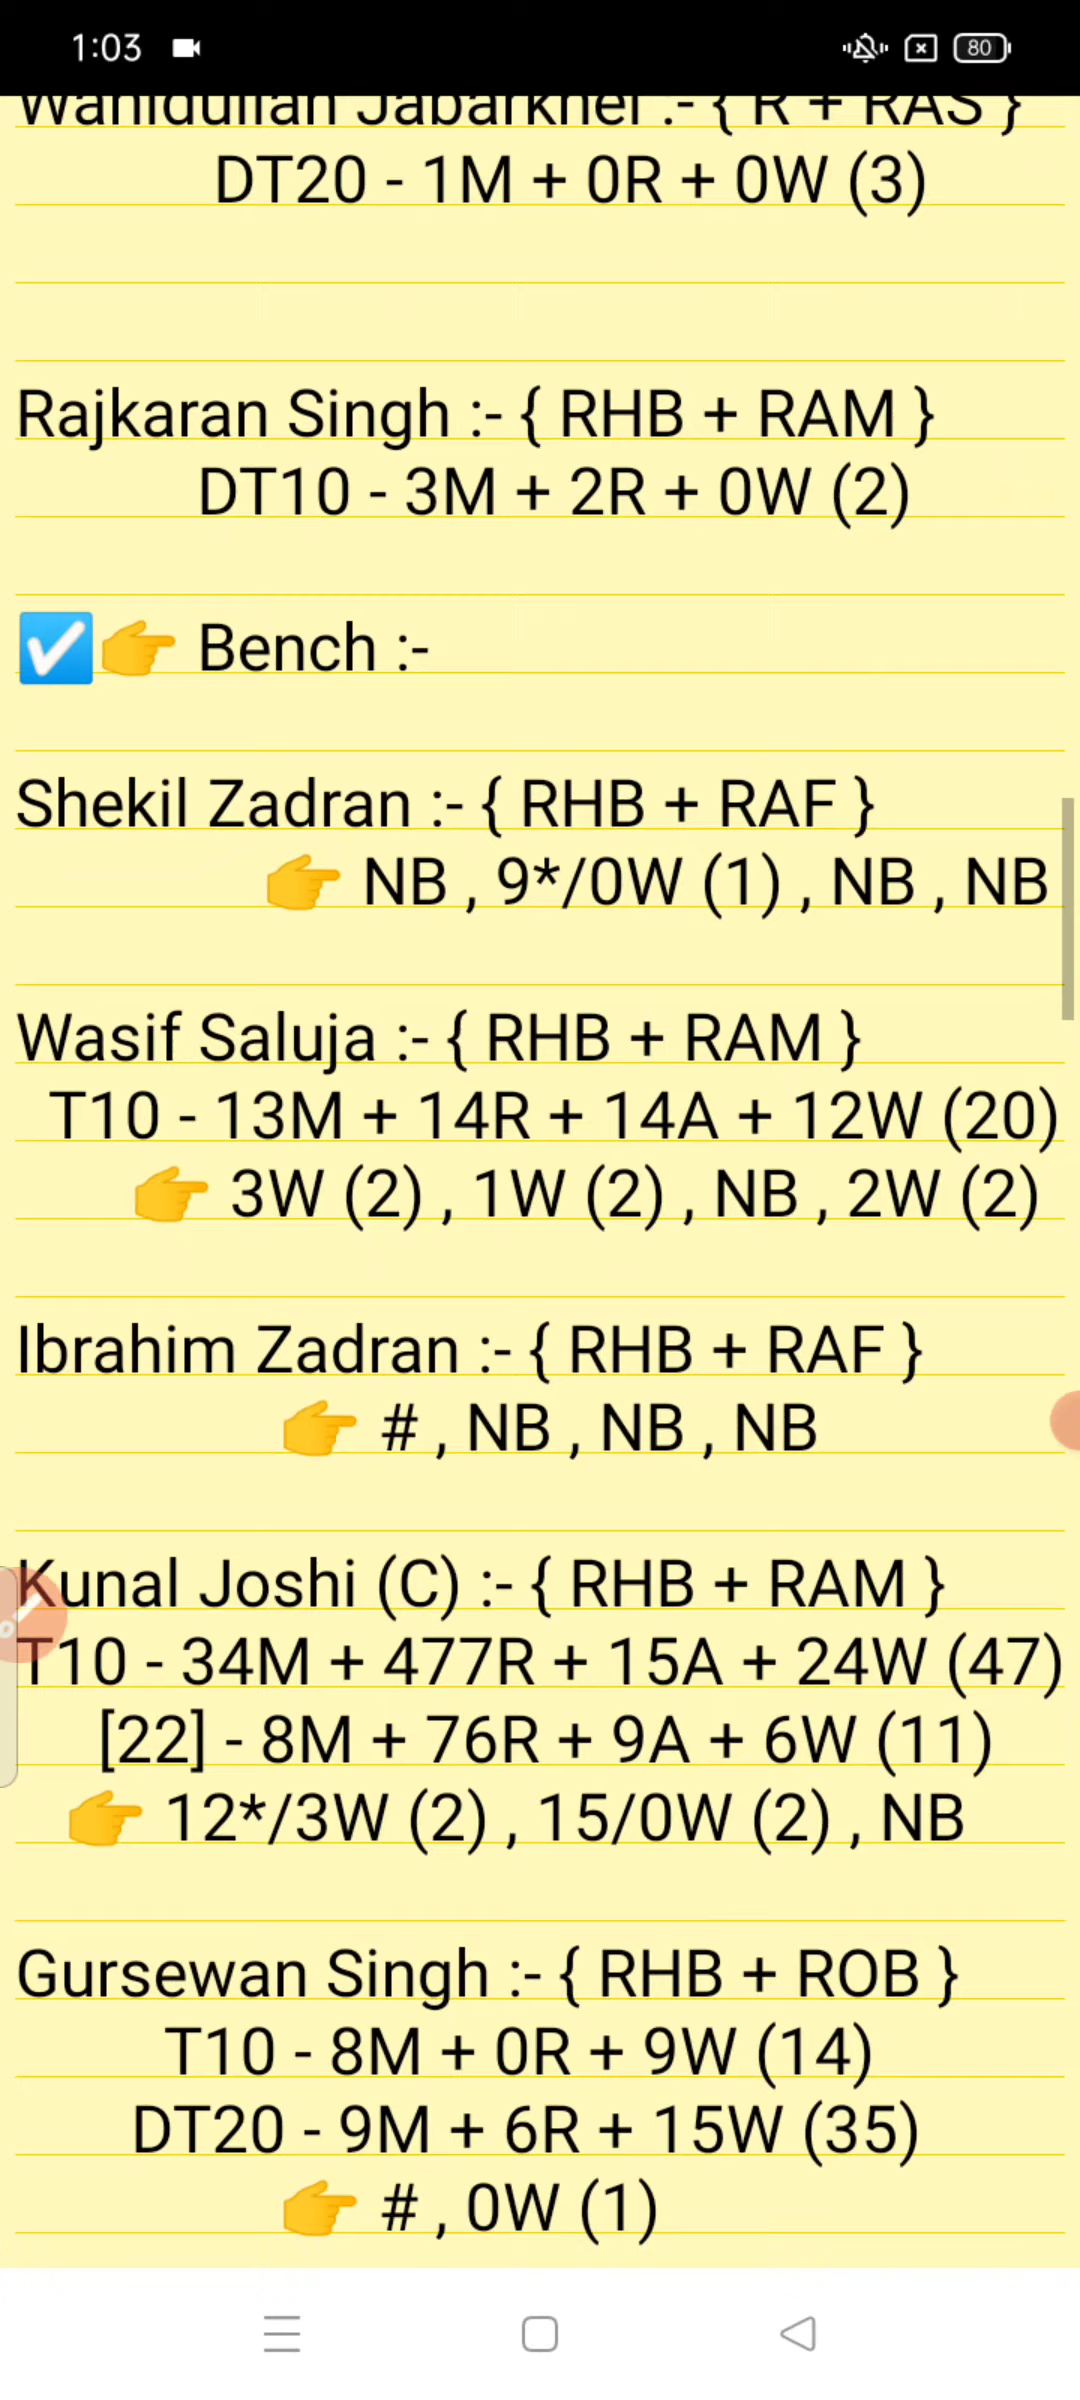 1:03
80
Wahidullah Jabarkhel :- { R + RAS }
DT20 - 1M + 0R + 0W (3)
Rajkaran Singh :- { RHB + RAM }
DT10 - 3M + 2R + 0W (2)
✅👉 Bench :-
Shekil Zadran :- { RHB + RAF }
👉 NB , 9*/0W (1) , NB , NB
Wasif Saluja :- { RHB + RAM }
T10 - 13M + 14R + 14A + 12W (20)
👉 3W (2) , 1W (2) , NB , 2W (2)
Ibrahim Zadran :- { RHB + RAF }
👉 # , NB , NB , NB
Kunal Joshi (C) :- { RHB + RAM }
T10 - 34M + 477R + 15A + 24W (47)
[22] - 8M + 76R + 9A + 6W (11)
👉 12*/3W (2) , 15/0W (2) , NB
Gursewan Singh :- { RHB + ROB }
T10 - 8M + 0R + 9W (14)
DT20 - 9M + 6R + 15W (35)
👉 # , 0W (1)